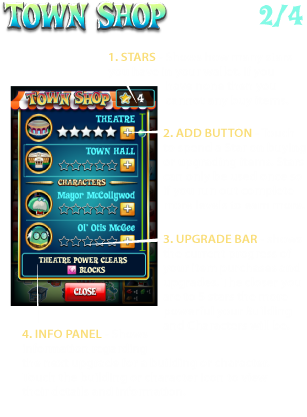 TOWN SHOP 2/4
1. STARS
TOWN SHOP 4
THEATRE
2. ADD BUTTON
TOWN HALL
CHARACTERS
Mayor McCollywod
Ol' Otis McGee
3. UPGRADE BAR
THEATRE POWER CLEARS
BLOCKS
CLOSE
4. INFO PANEL